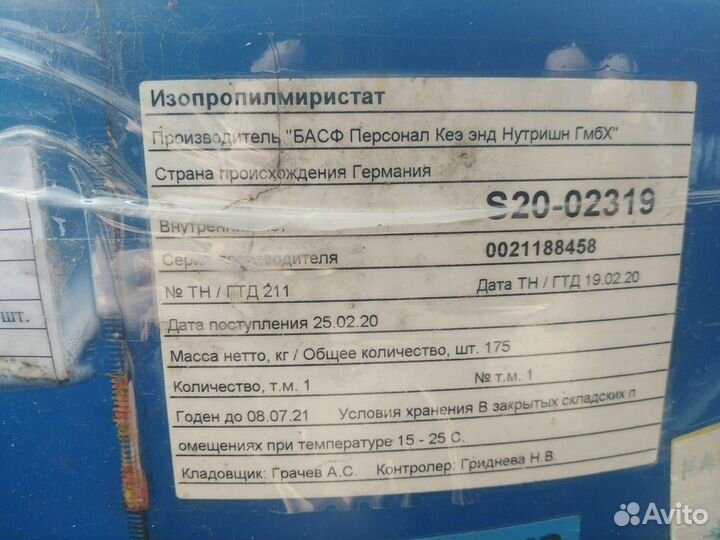 Изопропилмиристат
Производитель "БАСФ Персонал Кеэ энд Нутришн ГмбХ"
Страна происхождения Германия
S20-02319
0021188458
№ ТН / ГТД 211 Дата ТН / ГТД 19.02.20
Дата поступления 25.02.20
Масса нетто, кг / Общее количество, шт. 175
Количество, т.м. 1 № т.м. 1
Годен до 08.07.21 Условия хранения В закрытых складских п
омещениях при температуре 15 - 25 С.
Кладовщик: Грачев А.С. Контролер: Гриднева Н.В.
шт.
Avito